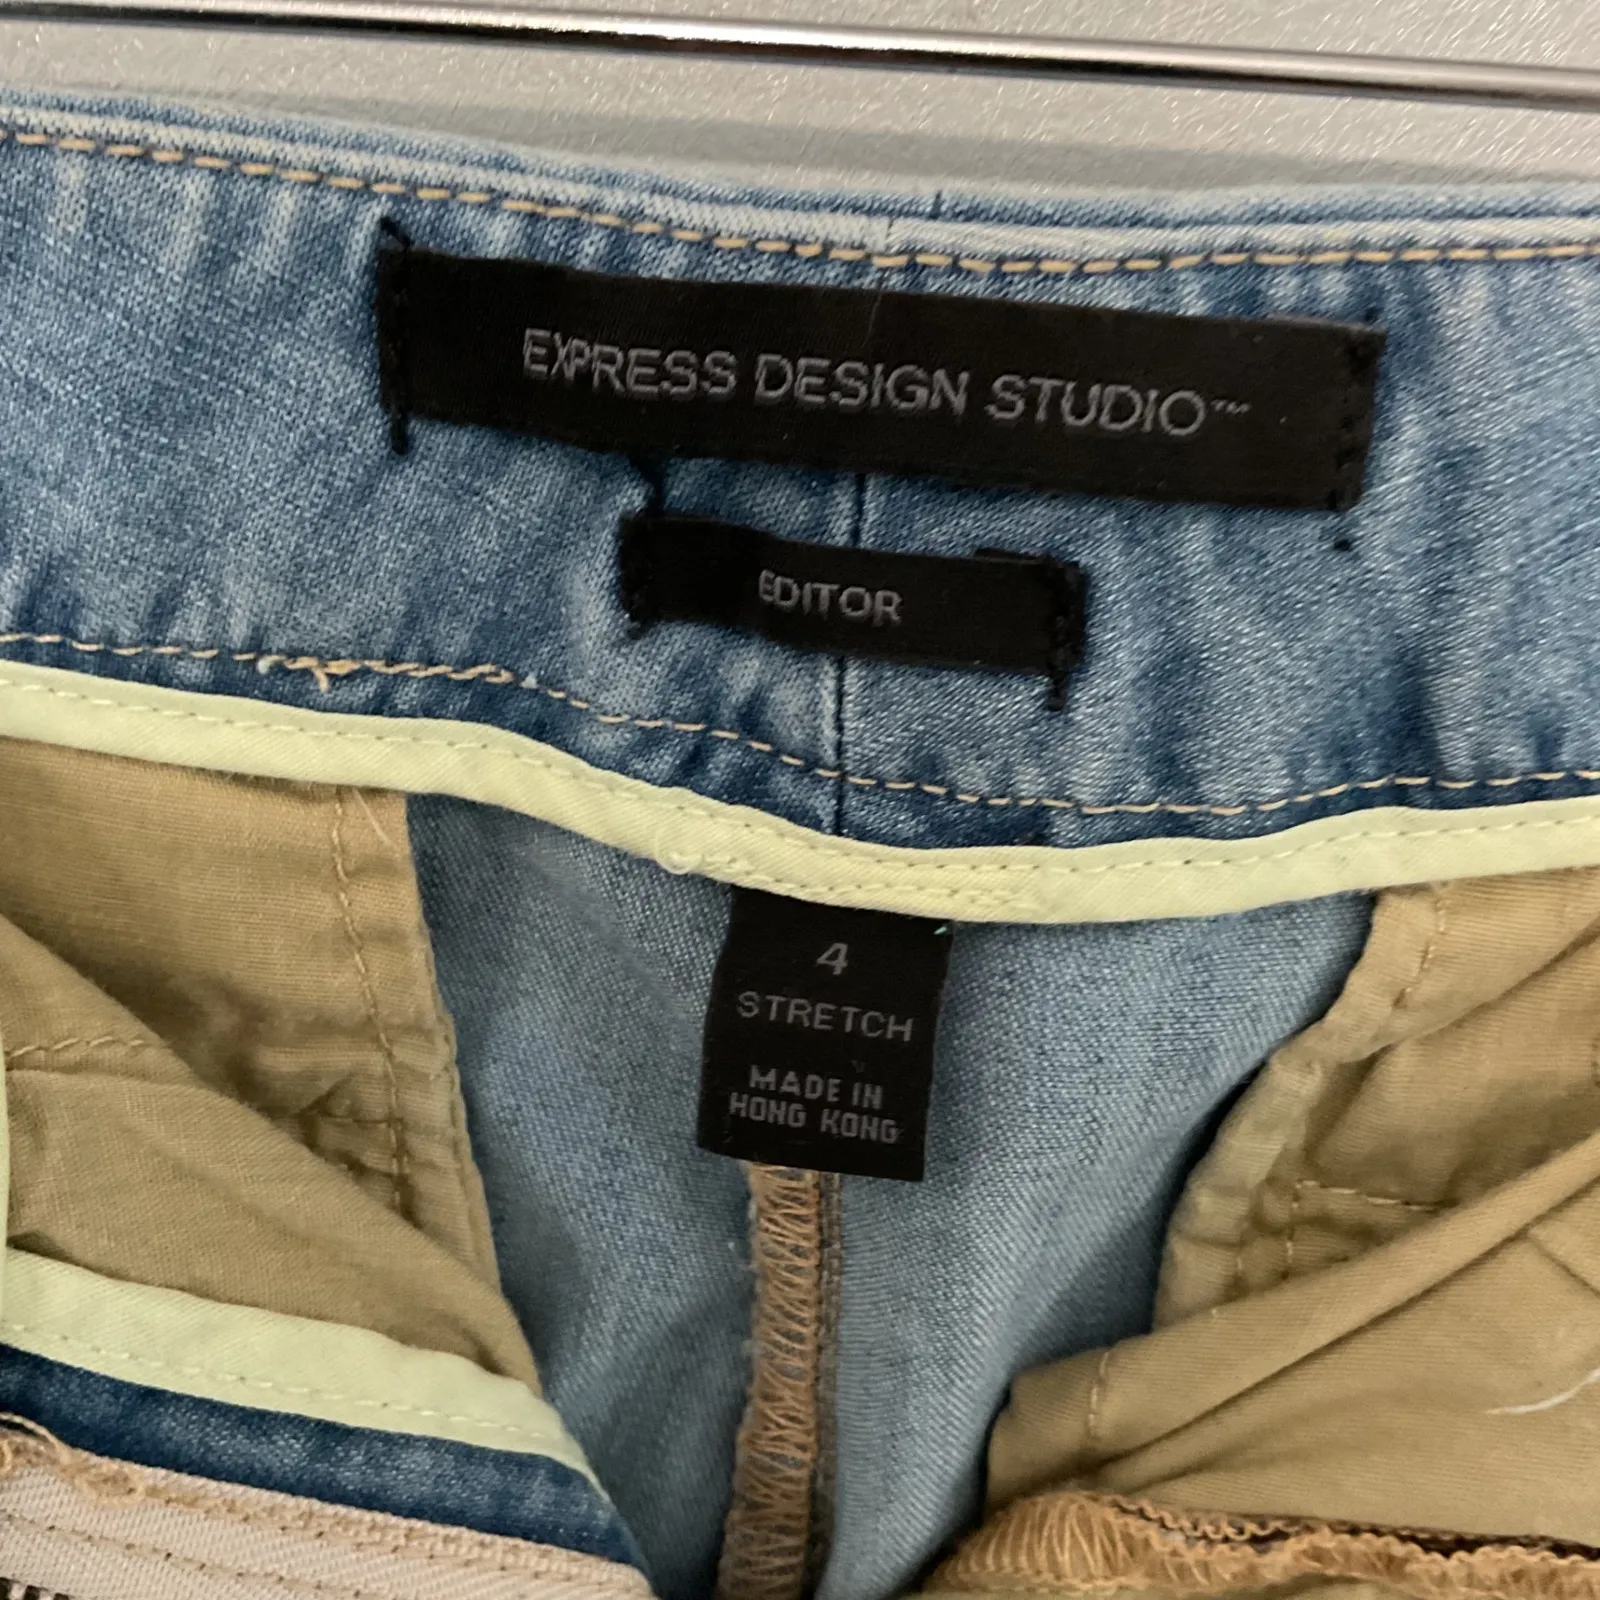 EXPRESS DESIGN STUDIO™
EDITOR
4
STRETCH
MADE IN
HONG KONG